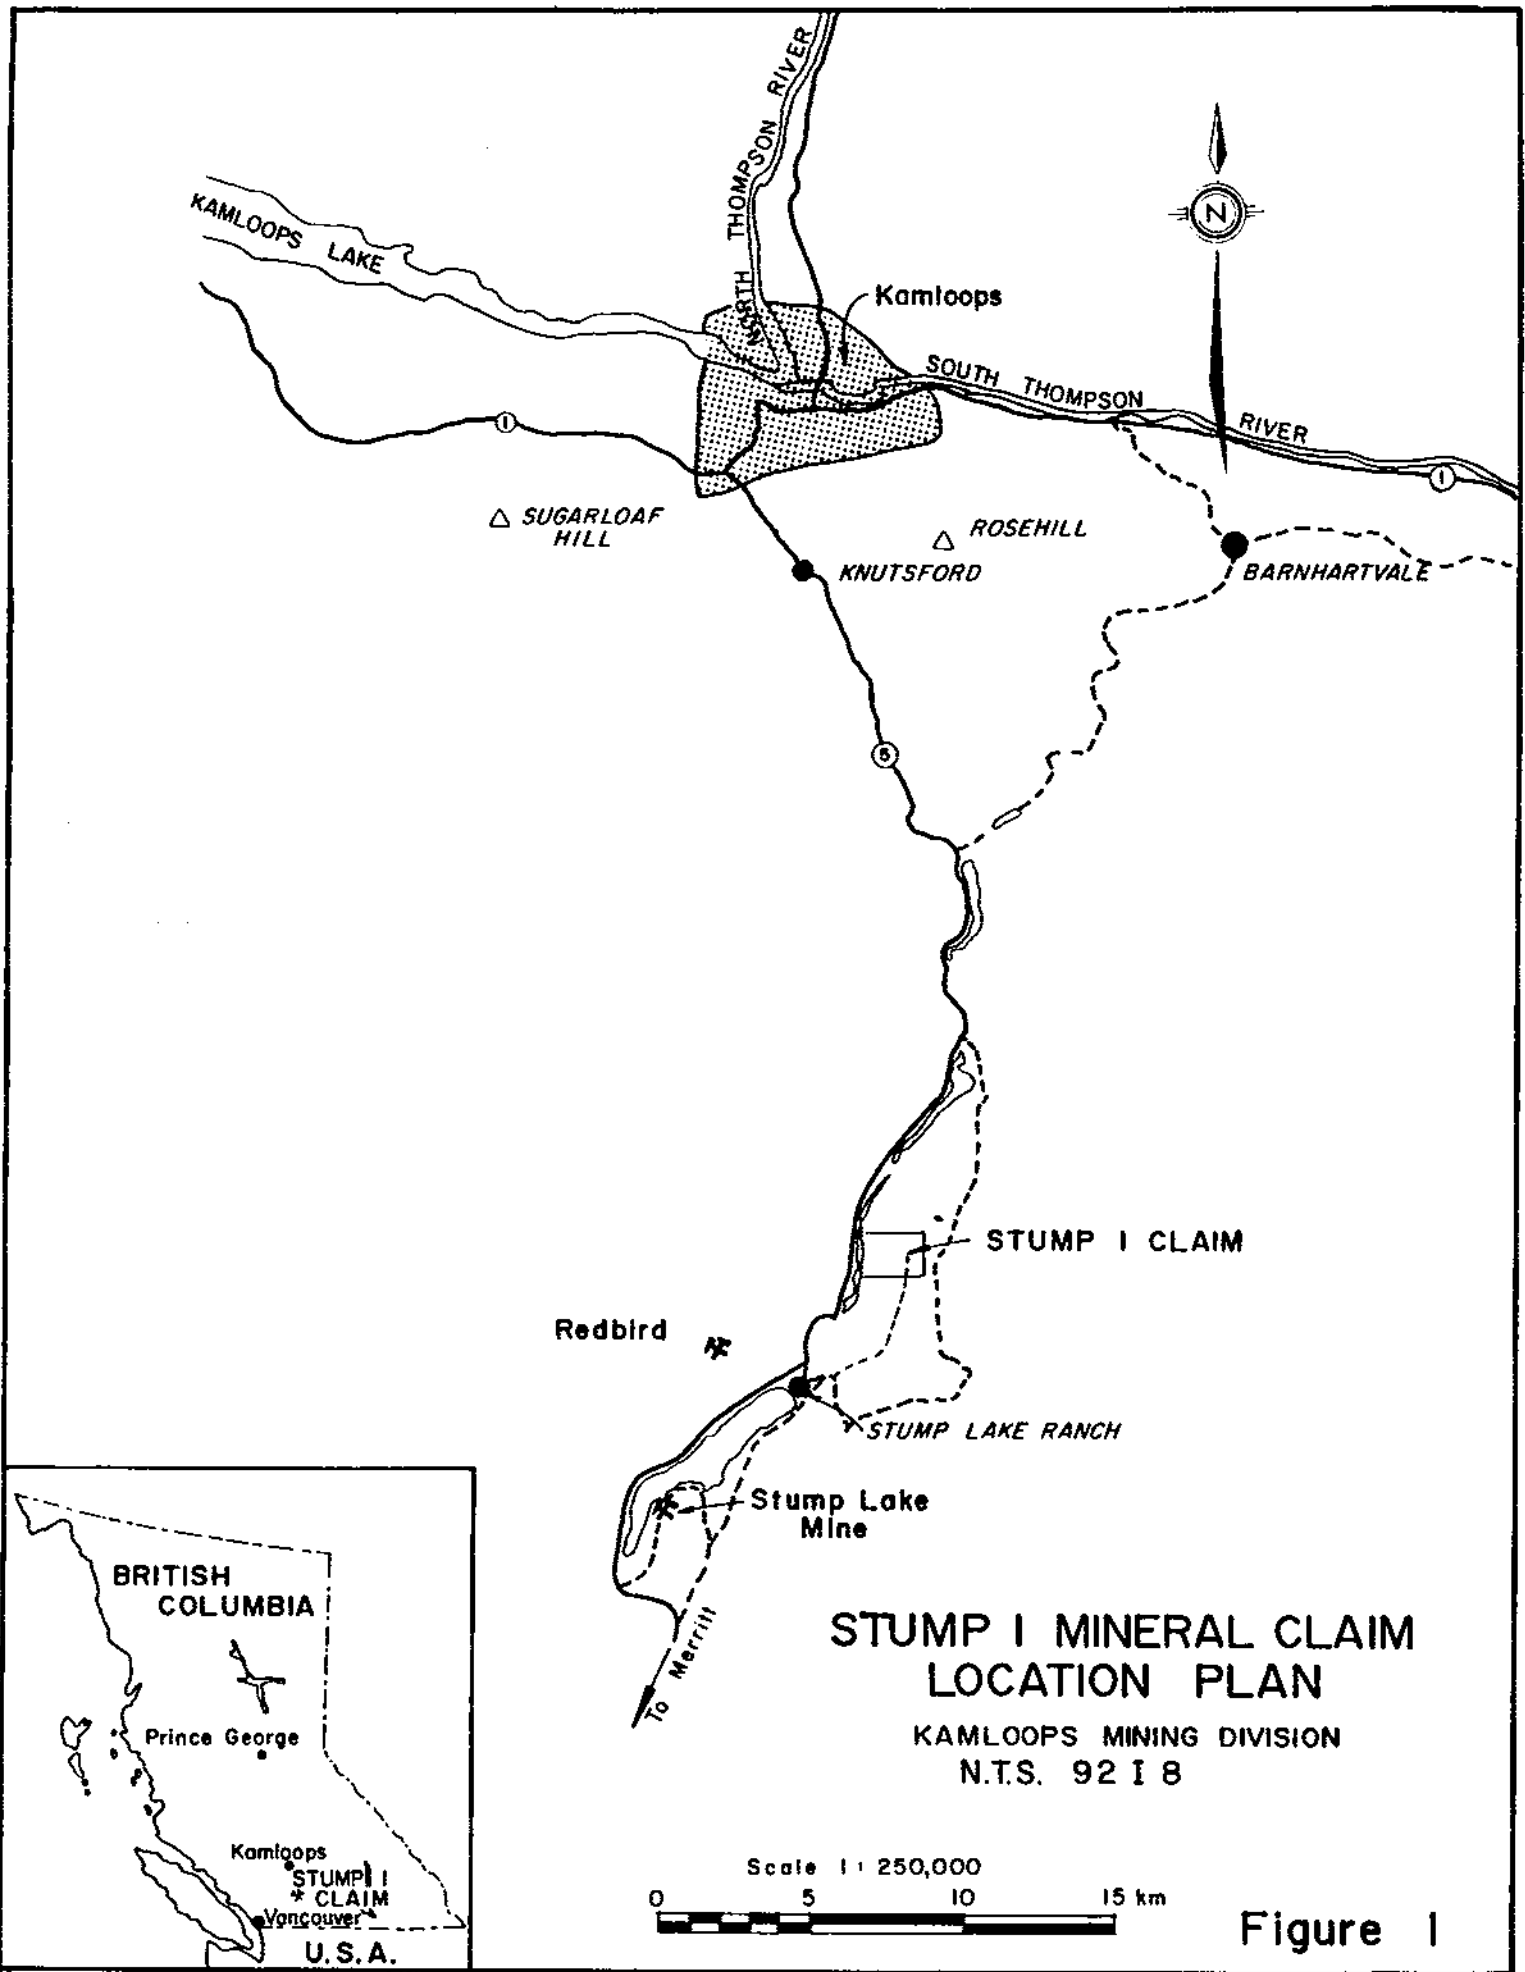 NORTH THOMPSON RIVER
KAMLOOPS LAKE
N
Kamloops
SOUTH THOMPSON RIVER
1
1
SUGARLOAF
HILL
ROSEHILL
KNUTSFORD
BARNHARTVALE
5
STUMP 1 CLAIM
Redbird
STUMP LAKE RANCH
Stump Lake
Mine
To Merritt
BRITISH
COLUMBIA
Prince George
Kamloops
STUMP 1
* CLAIM
Vancouver
U.S.A.
STUMP 1 MINERAL CLAIM
LOCATION PLAN
KAMLOOPS MINING DIVISION
N.T.S. 92 I 8
Scale 1: 250,000
0 5 10 15 km
Figure 1